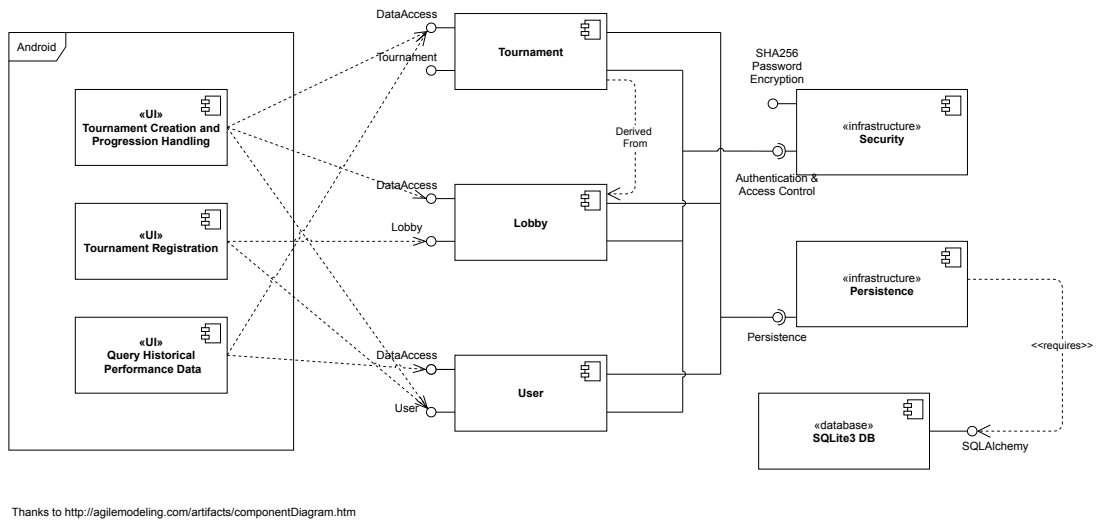 Android
«UI»
Tournament Creation and
Progression Handling
«UI»
Tournament Registration
«UI»
Query Historical
Performance Data
DataAccess
Tournament
Tournament
Derived
From
DataAccess
Lobby
Lobby
DataAccess
User
User
SHA256
Password
Encryption
«infrastructure»
Security
Authentication &
Access Control
«infrastructure»
Persistence
Persistence
<<requires>>
«database»
SQLite3 DB
SQLAlchemy
Thanks to http://agilemodeling.com/artifacts/componentDiagram.htm